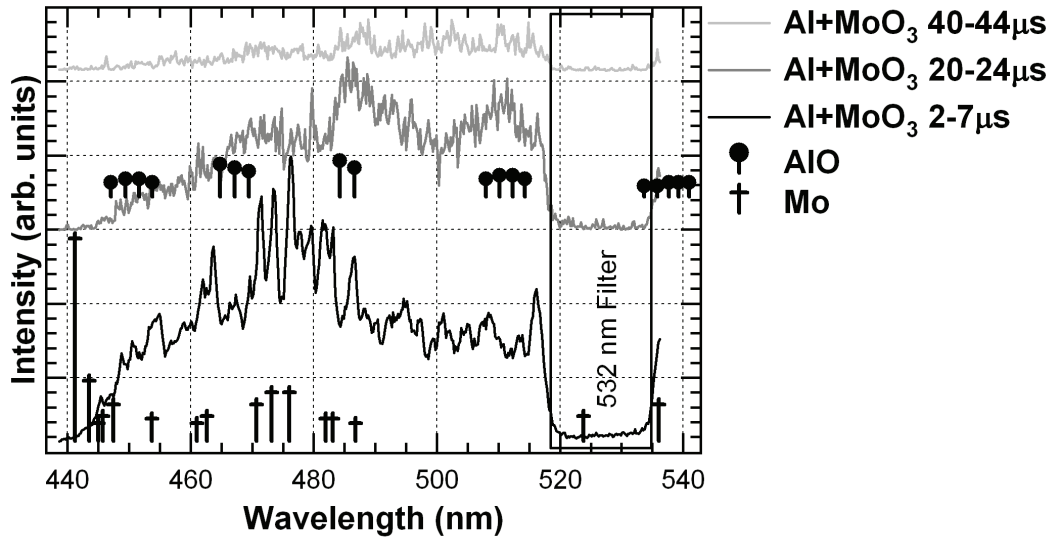 Al+MoO₃ 40-44μs
Al+MoO₃ 20-24μs
Al+MoO₃ 2-7μs
AlO
Mo
Intensity (arb. units)
532 nm Filter
440 460 480 500 520 540
Wavelength (nm)